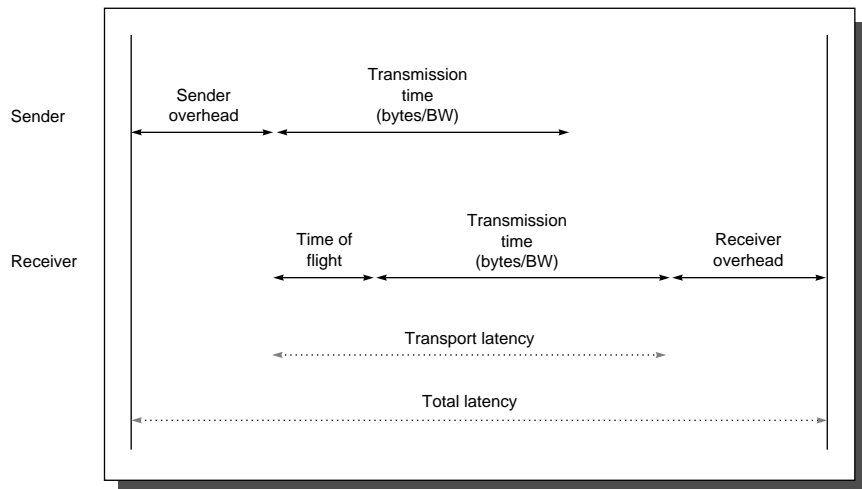 Sender
Sender
overhead
Transmission
time
(bytes/BW)
Receiver
Time of
flight
Transmission
time
(bytes/BW)
Receiver
overhead
Transport latency
Total latency